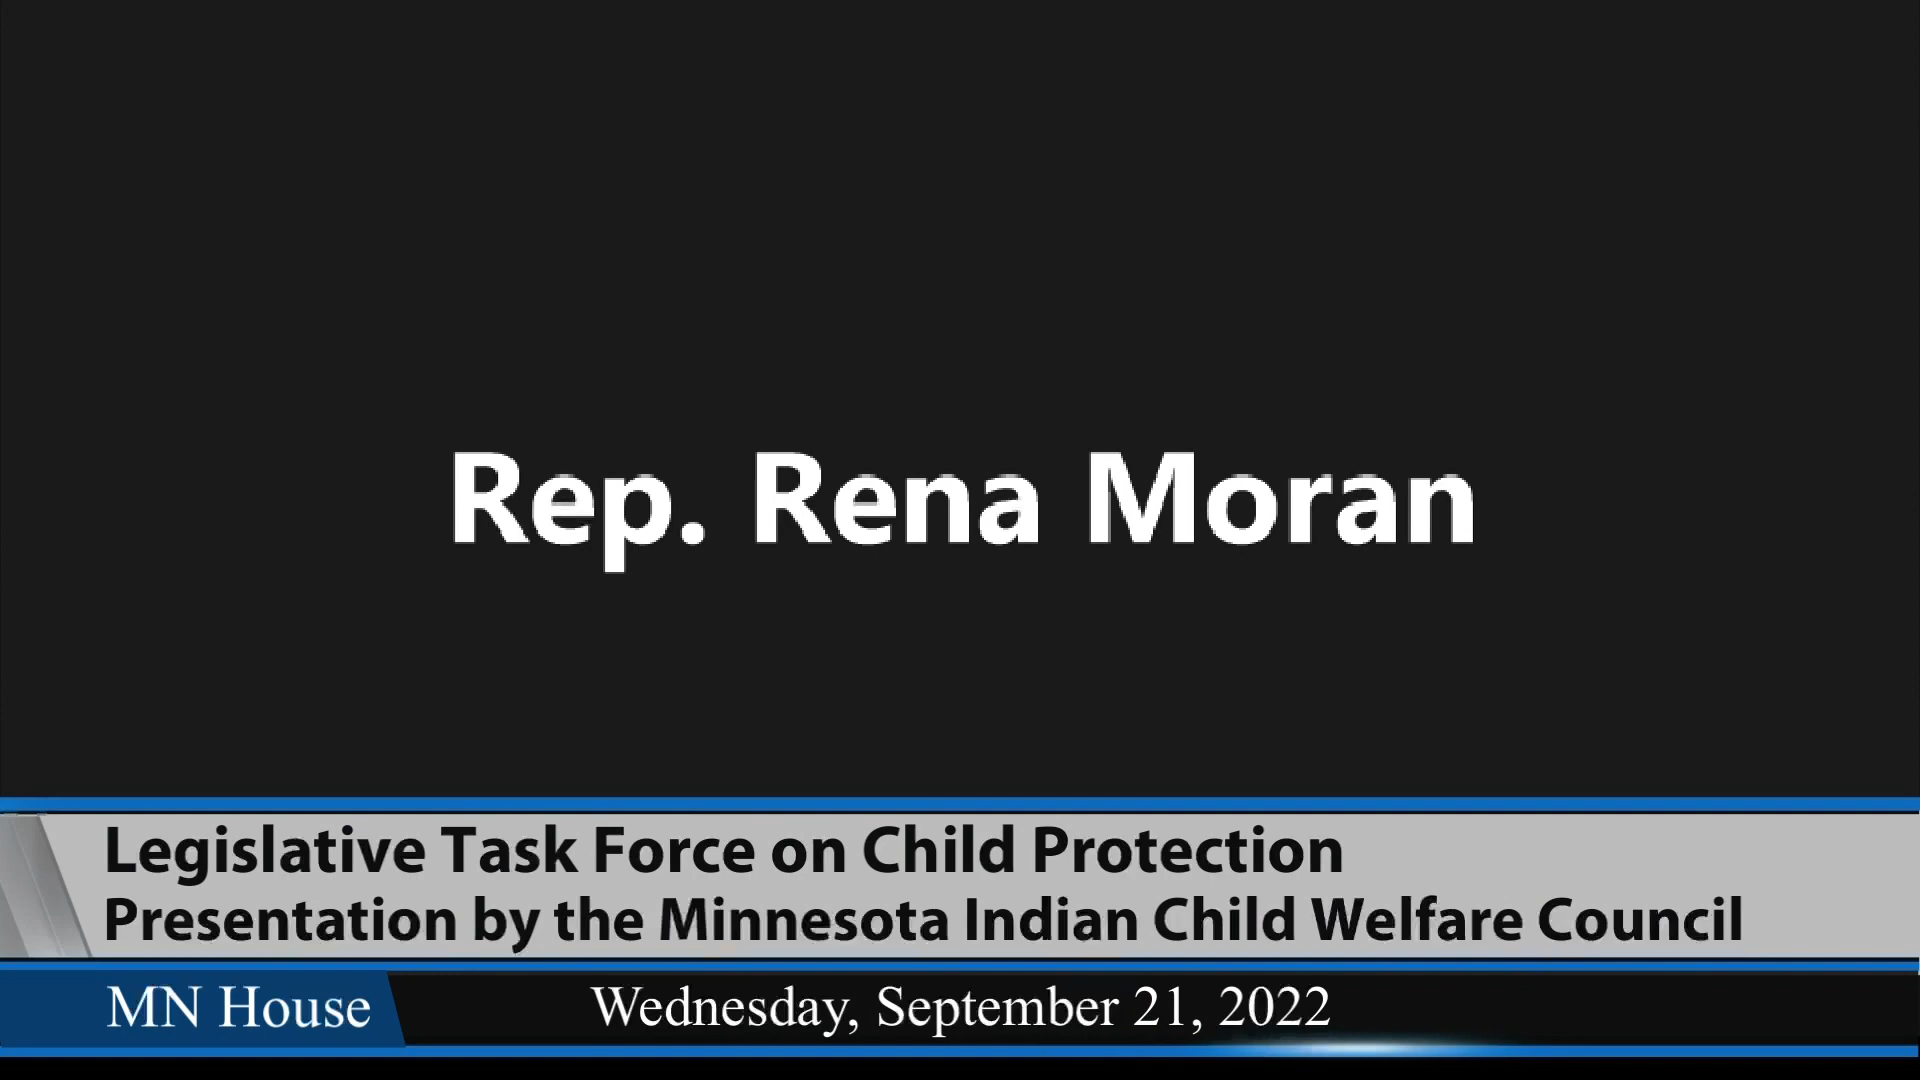 Rep. Rena Moran
Legislative Task Force on Child Protection
Presentation by the Minnesota Indian Child Welfare Council
MN House
Wednesday, September 21, 2022